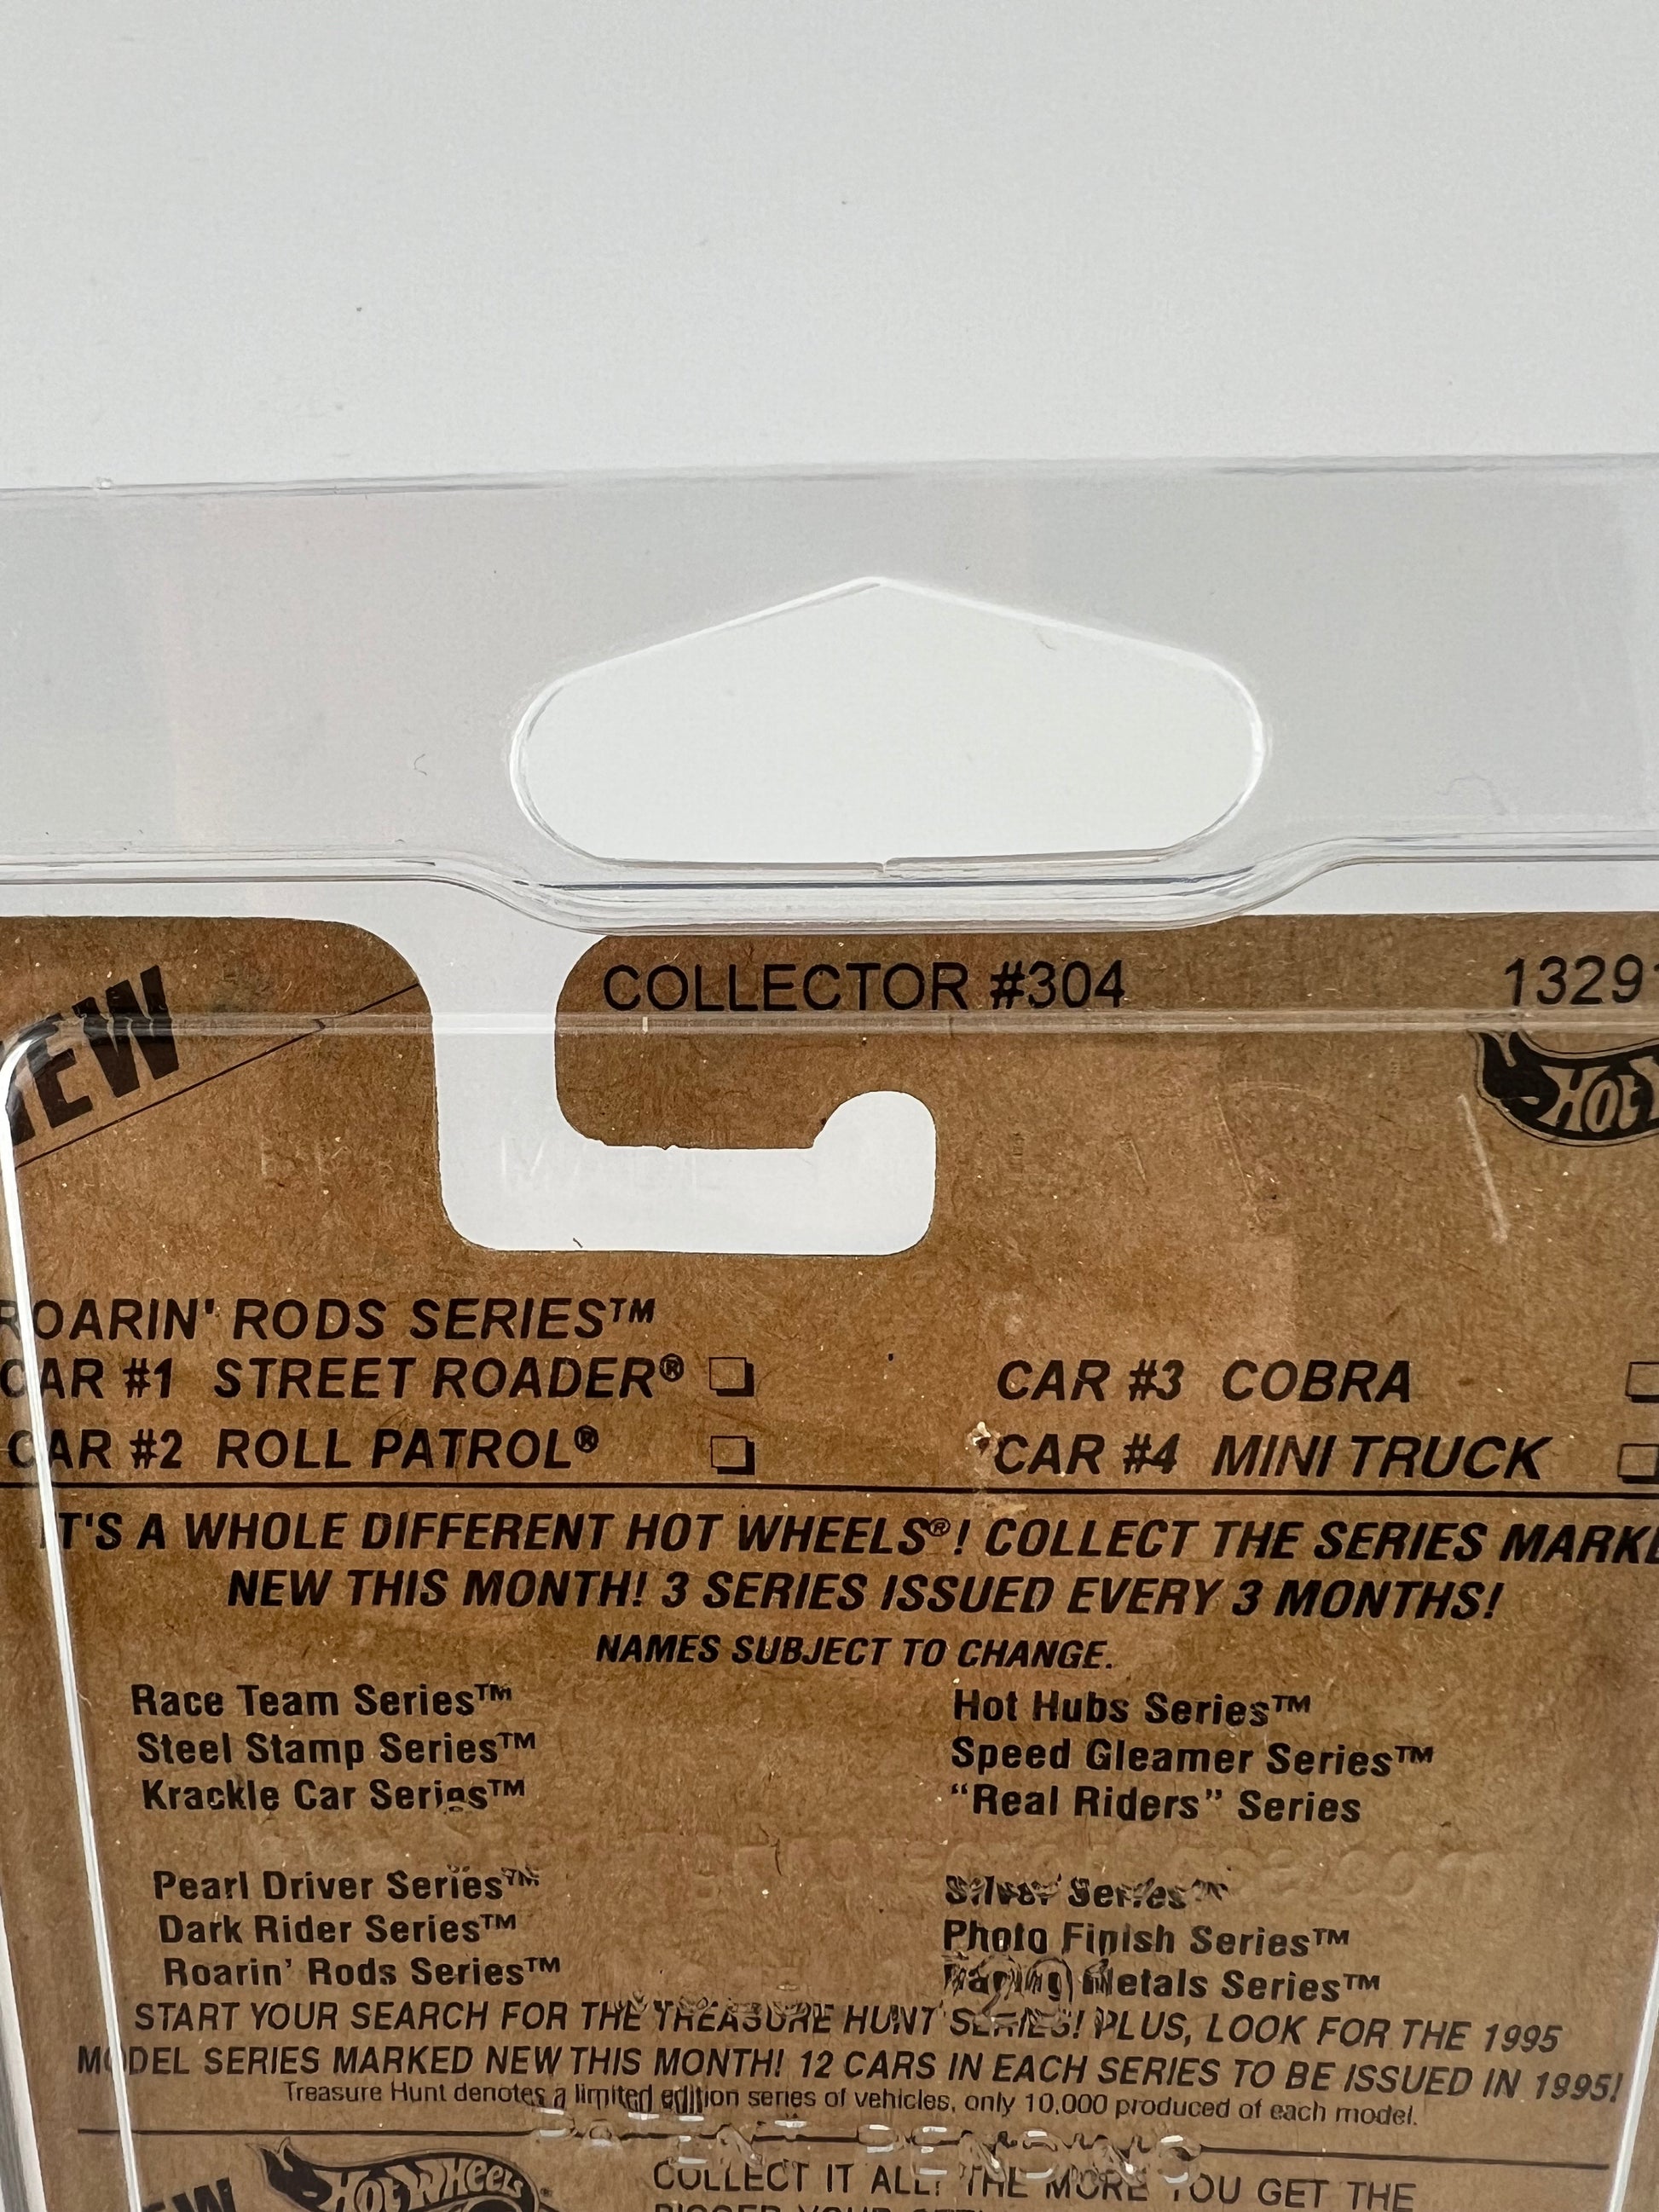 COLLECTOR #304
1329
HOT
ROARIN' RODS SERIES™
CAR #1 STREET ROADER® CAR #3 COBRA
CAR #2 ROLL PATROL® CAR #4 MINI TRUCK
IT'S A WHOLE DIFFERENT HOT WHEELS®! COLLECT THE SERIES MARKE
NEW THIS MONTH! 3 SERIES ISSUED EVERY 3 MONTHS!
NAMES SUBJECT TO CHANGE.
Race Team Series™ Hot Hubs Series™
Steel Stamp Series™ Speed Gleamer Series™
Krackle Car Series™ "Real Riders" Series
Pearl Driver Series™ Silver Series™
Dark Rider Series™ Photo Finish Series™
Roarin' Rods Series™ Racing Metals Series™
START YOUR SEARCH FOR THE TREASURE HUNT SERIES! PLUS, LOOK FOR THE 1995
MODEL SERIES MARKED NEW THIS MONTH! 12 CARS IN EACH SERIES TO BE ISSUED IN 1995!
Treasure Hunt denotes a limited edition series of vehicles, only 10,000 produced of each model.
PATENT PENDING
HOT WHEELS
COLLECT IT ALL! THE MORE YOU GET THE